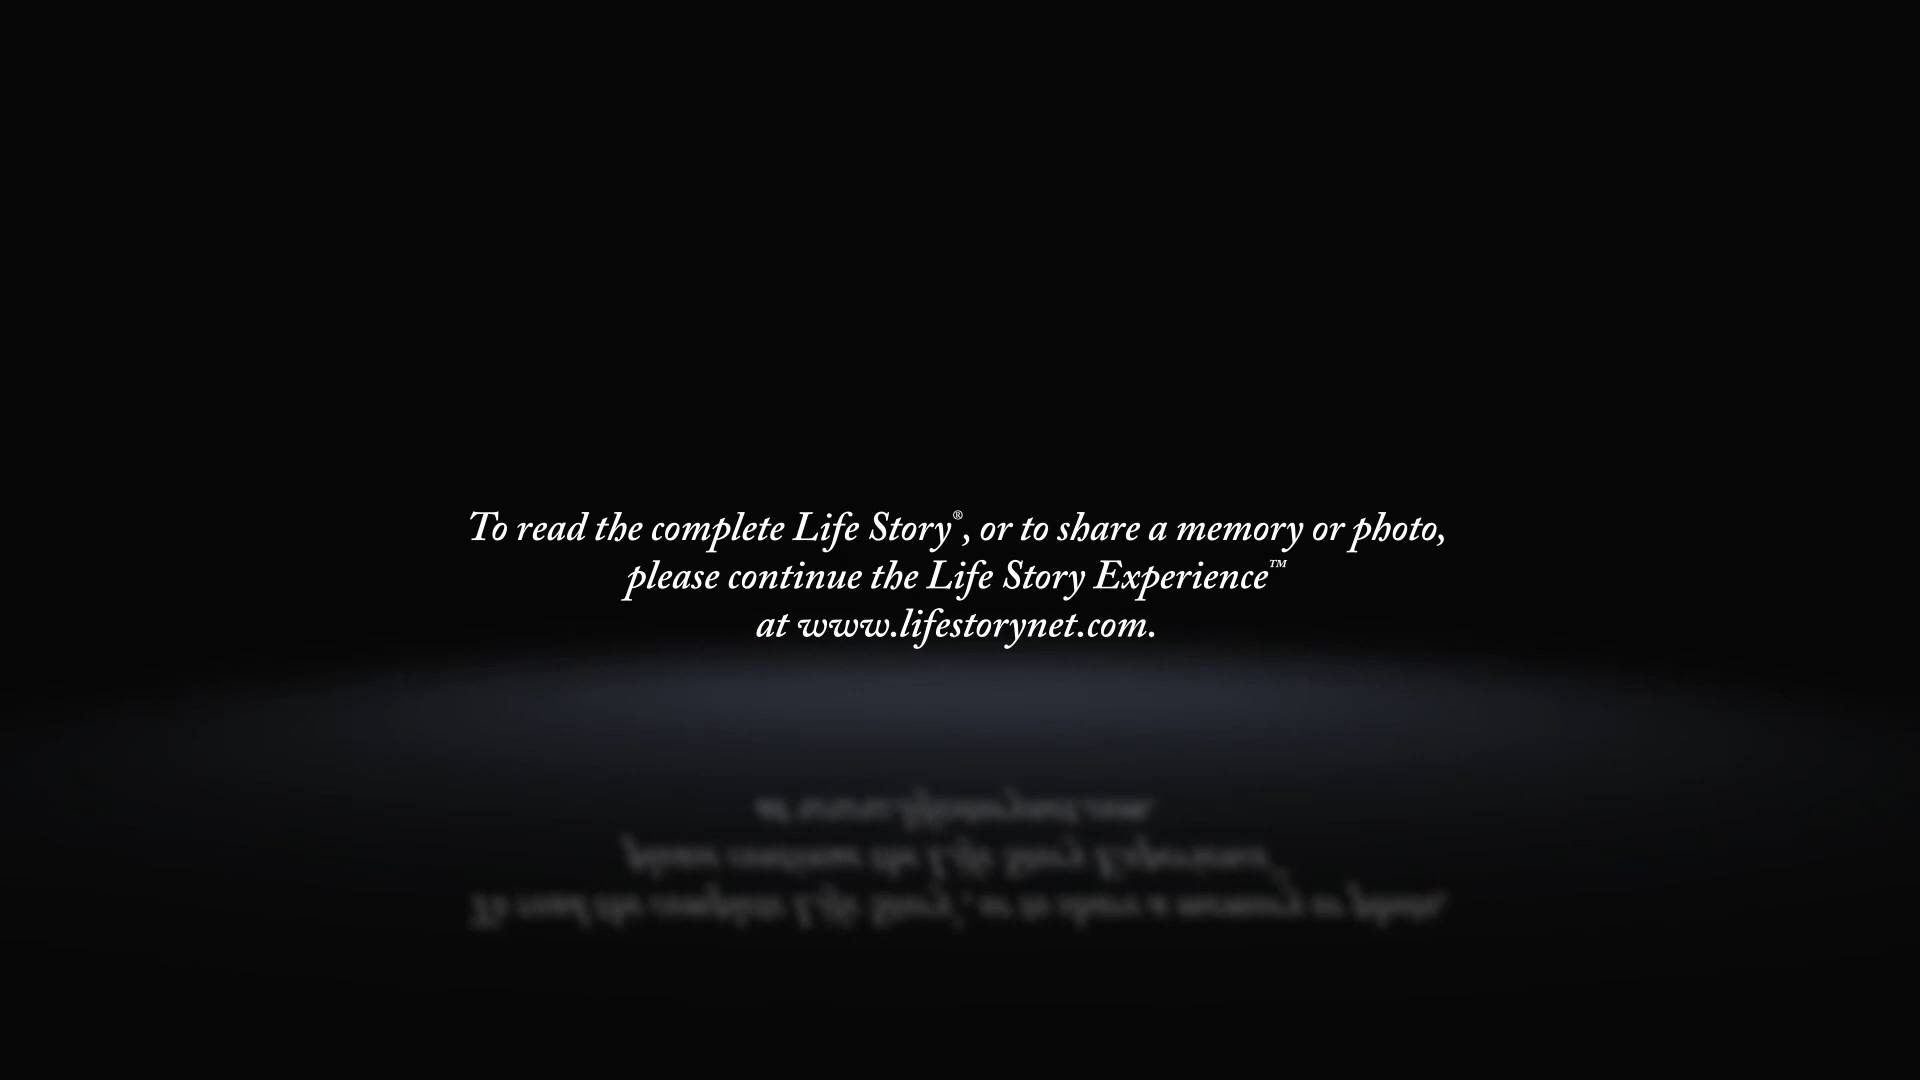 To read the complete Life Story®, or to share a memory or photo,
please continue the Life Story Experience™
at www.lifestorynet.com.